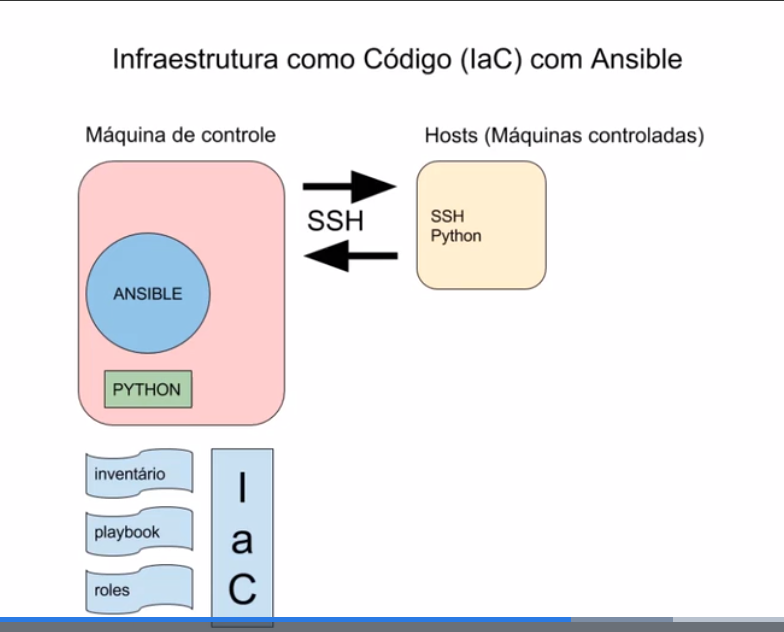 Infraestrutura como Código (IaC) com Ansible
Máquina de controle
Hosts (Máquinas controladas)
SSH
SSH
Python
ANSIBLE
PYTHON
inventário
playbook
roles
I
a
C